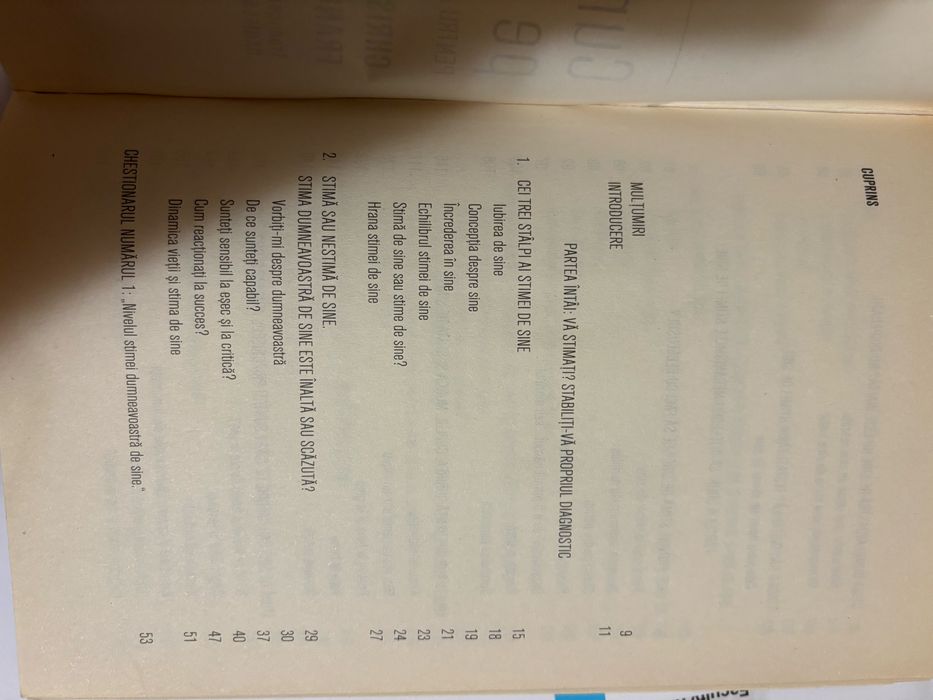 CUPRINS
MULȚUMIRI 9
INTRODUCERE 11
PARTEA ÎNTÂI: VĂ STIMAȚI? STABILIȚI-VĂ PROPRIUL DIAGNOSTIC
1. CEI TREI STÂLPI AI STIMEI DE SINE 15
Iubirea de sine 18
Concepția despre sine 19
Încrederea în sine 21
Echilibrul stimei de sine 23
Stimă de sine sau stime de sine? 24
Hrana stimei de sine 27
2. STIMĂ SAU NESTIMĂ DE SINE.
STIMA DUMNEAVOASTRĂ DE SINE ESTE ÎNALTĂ SAU SCĂZUTĂ? 29
Vorbiți-mi despre dumneavoastră 30
De ce sunteți capabil? 37
Sunteți sensibil la eșec și la critică? 40
Cum reacționați la succes? 47
Dinamica vieții și stima de sine 51
CHESTIONARUL NUMĂRUL 1: „Nivelul stimei dumneavoastră de sine.” 53